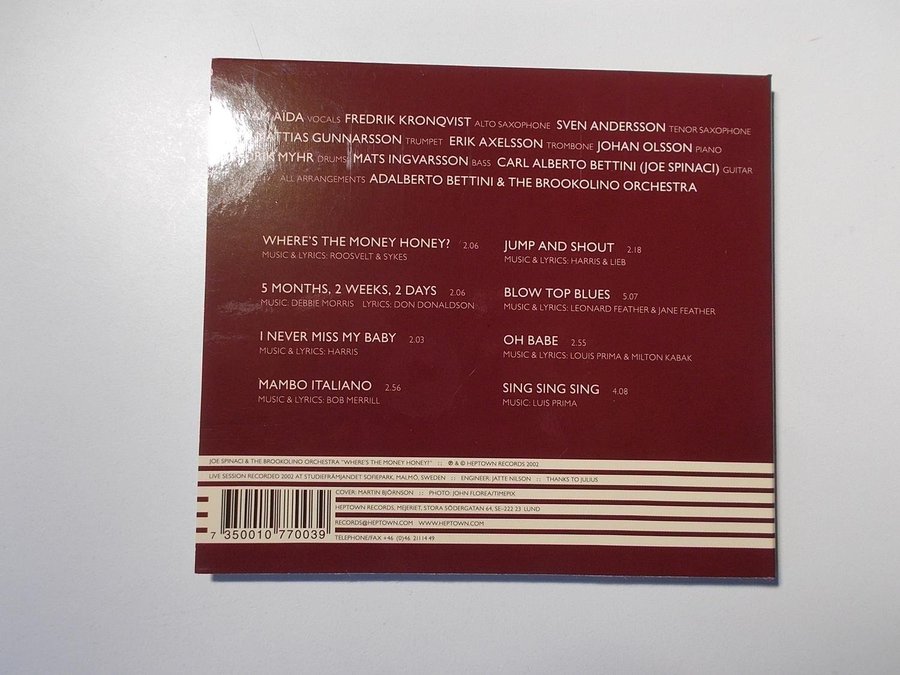 AÏDA VOCALS FREDRIK KRONQVIST ALTO SAXOPHONE SVEN ANDERSSON TENOR SAXOPHONE
MATTIAS GUNNARSSON TRUMPET ERIK AXELSSON TROMBONE JOHAN OLSSON PIANO
MYHR DRUMS MATS INGVARSSON BASS CARL ALBERTO BETTINI (JOE SPINACI) GUITAR
ALL ARRANGEMENTS ADALBERTO BETTINI & THE BROOKOLINO ORCHESTRA
WHERE'S THE MONEY HONEY? 2.06
MUSIC & LYRICS: ROOSVELT & SYKES
5 MONTHS, 2 WEEKS, 2 DAYS 2.06
MUSIC: DEBBIE MORRIS LYRICS: DON DONALDSON
I NEVER MISS MY BABY 2.03
MUSIC & LYRICS: HARRIS
MAMBO ITALIANO 2.56
MUSIC & LYRICS: BOB MERRILL
JUMP AND SHOUT 2.18
MUSIC & LYRICS: HARRIS & LIEB
BLOW TOP BLUES 5.07
MUSIC & LYRICS: LEONARD FEATHER & JANE FEATHER
OH BABE 2.55
MUSIC & LYRICS: LOUIS PRIMA & MILTON KABAK
SING SING SING 4.08
MUSIC: LUIS PRIMA
JOE SPINACI & THE BROOKOLINO ORCHESTRA "WHERE'S THE MONEY HONEY?" :: ℗ & © HEPTOWN RECORDS 2002
LIVE SESSION RECORDED 2002 AT STUDIEFRÄMJANDET SOFIEPARK, MALMÖ, SWEDEN :: ENGINEER: JATTE NILSON :: THANKS TO JULIUS
COVER: MARTIN BJÖRNSON :: PHOTO: JOHN FLOREA/TIMEPIX
HEPTOWN RECORDS, MEJERIET, STORA SÖDERGATAN 64, SE-222 23 LUND
RECORDS@HEPTOWN.COM WWW.HEPTOWN.COM
TELEPHONE/FAX +46 (0)46 211 14 49
7 350010 770039